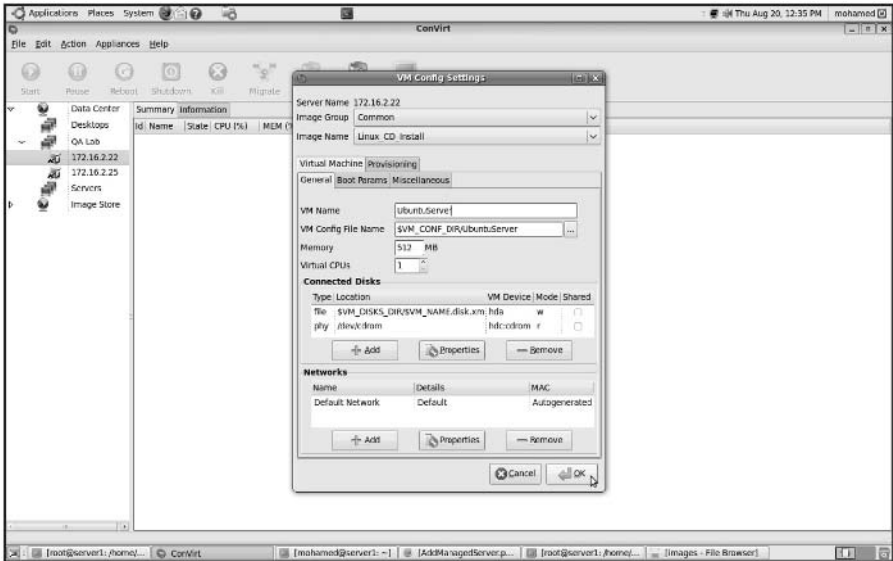 Applications Places System Thu Aug 20, 12:35 PM mohamed
ConVirt
File Edit Action Appliances Help
Start Pause Reboot Shutdown Kill Migrate
VM Config Settings
Server Name 172.16.2.22
Image Group Common
Image Name Linux_CD_Install
Data Center
Desktops
QA Lab
172.16.2.22
172.16.2.25
Servers
Image Store
Summary Information
Id Name State CPU (%) MEM (%
Virtual Machine Provisioning
General Boot Params Miscellaneous
VM Name UbuntuServer
VM Config File Name $VM_CONF_DIR/UbuntuServer ...
Memory 512 MB
Virtual CPUs 1
Connected Disks
Type Location VM Device Mode Shared
file $VM_DISKS_DIR/$VM_NAME.disk.xm hda w
phy /dev/cdrom hdc:cdrom r
Add Properties Remove
Networks
Name Details MAC
Default Network Default Autogenerated
Add Properties Remove
Cancel OK
[root@server1: /home/... ConVirt [mohamed@server1: ~] [AddManagedServer.p... [root@server1: /home/... [images - File Browser]